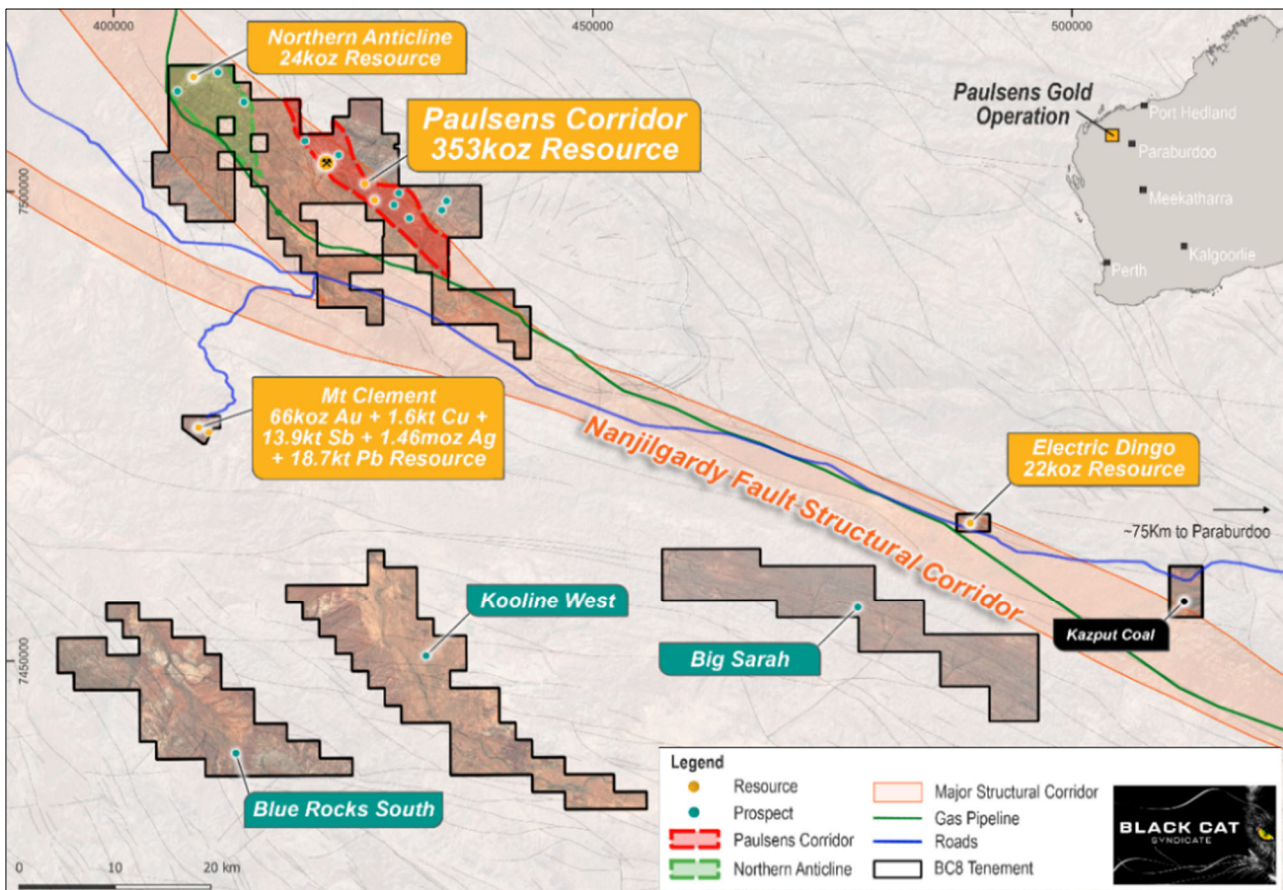 400000
450000
500000
Northern Anticline
24koz Resource
Paulsens Corridor
353koz Resource
Paulsens Gold
Operation
Port Hedland
Paraburdoo
Meekatharra
Kalgoorlie
Perth
7500000
Mt Clement
66koz Au + 1.6kt Cu +
13.9kt Sb + 1.46moz Ag
+ 18.7kt Pb Resource
Nanjilgardy Fault Structural Corridor
Electric Dingo
22koz Resource
~75Km to Paraburdoo
Kooline West
Big Sarah
Kazput Coal
7450000
Blue Rocks South
Legend
Resource
Prospect
Paulsens Corridor
Northern Anticline
Major Structural Corridor
Gas Pipeline
Roads
BC8 Tenement
BLACK CAT
SYNDICATE
0 10 20 km